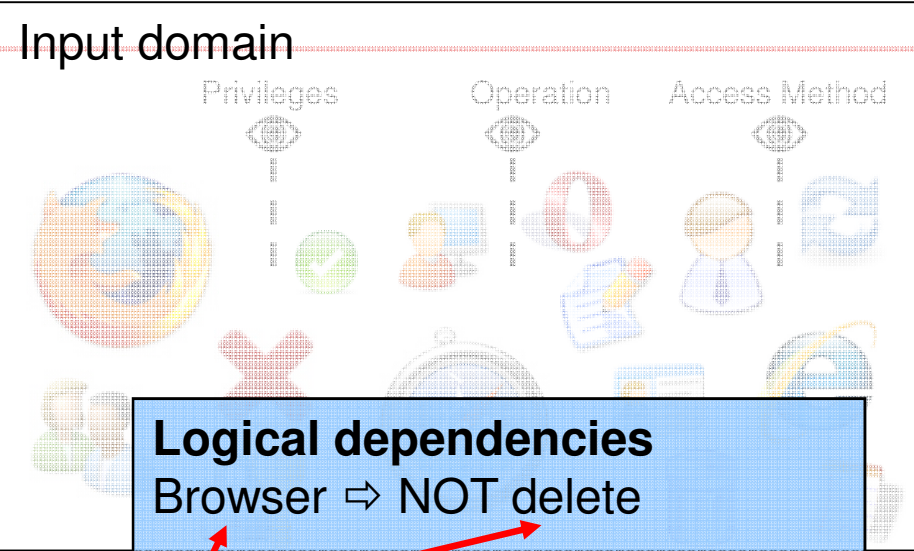 Input domain
Privileges Operation Access Method
Logical dependencies
Browser ⇨ NOT delete